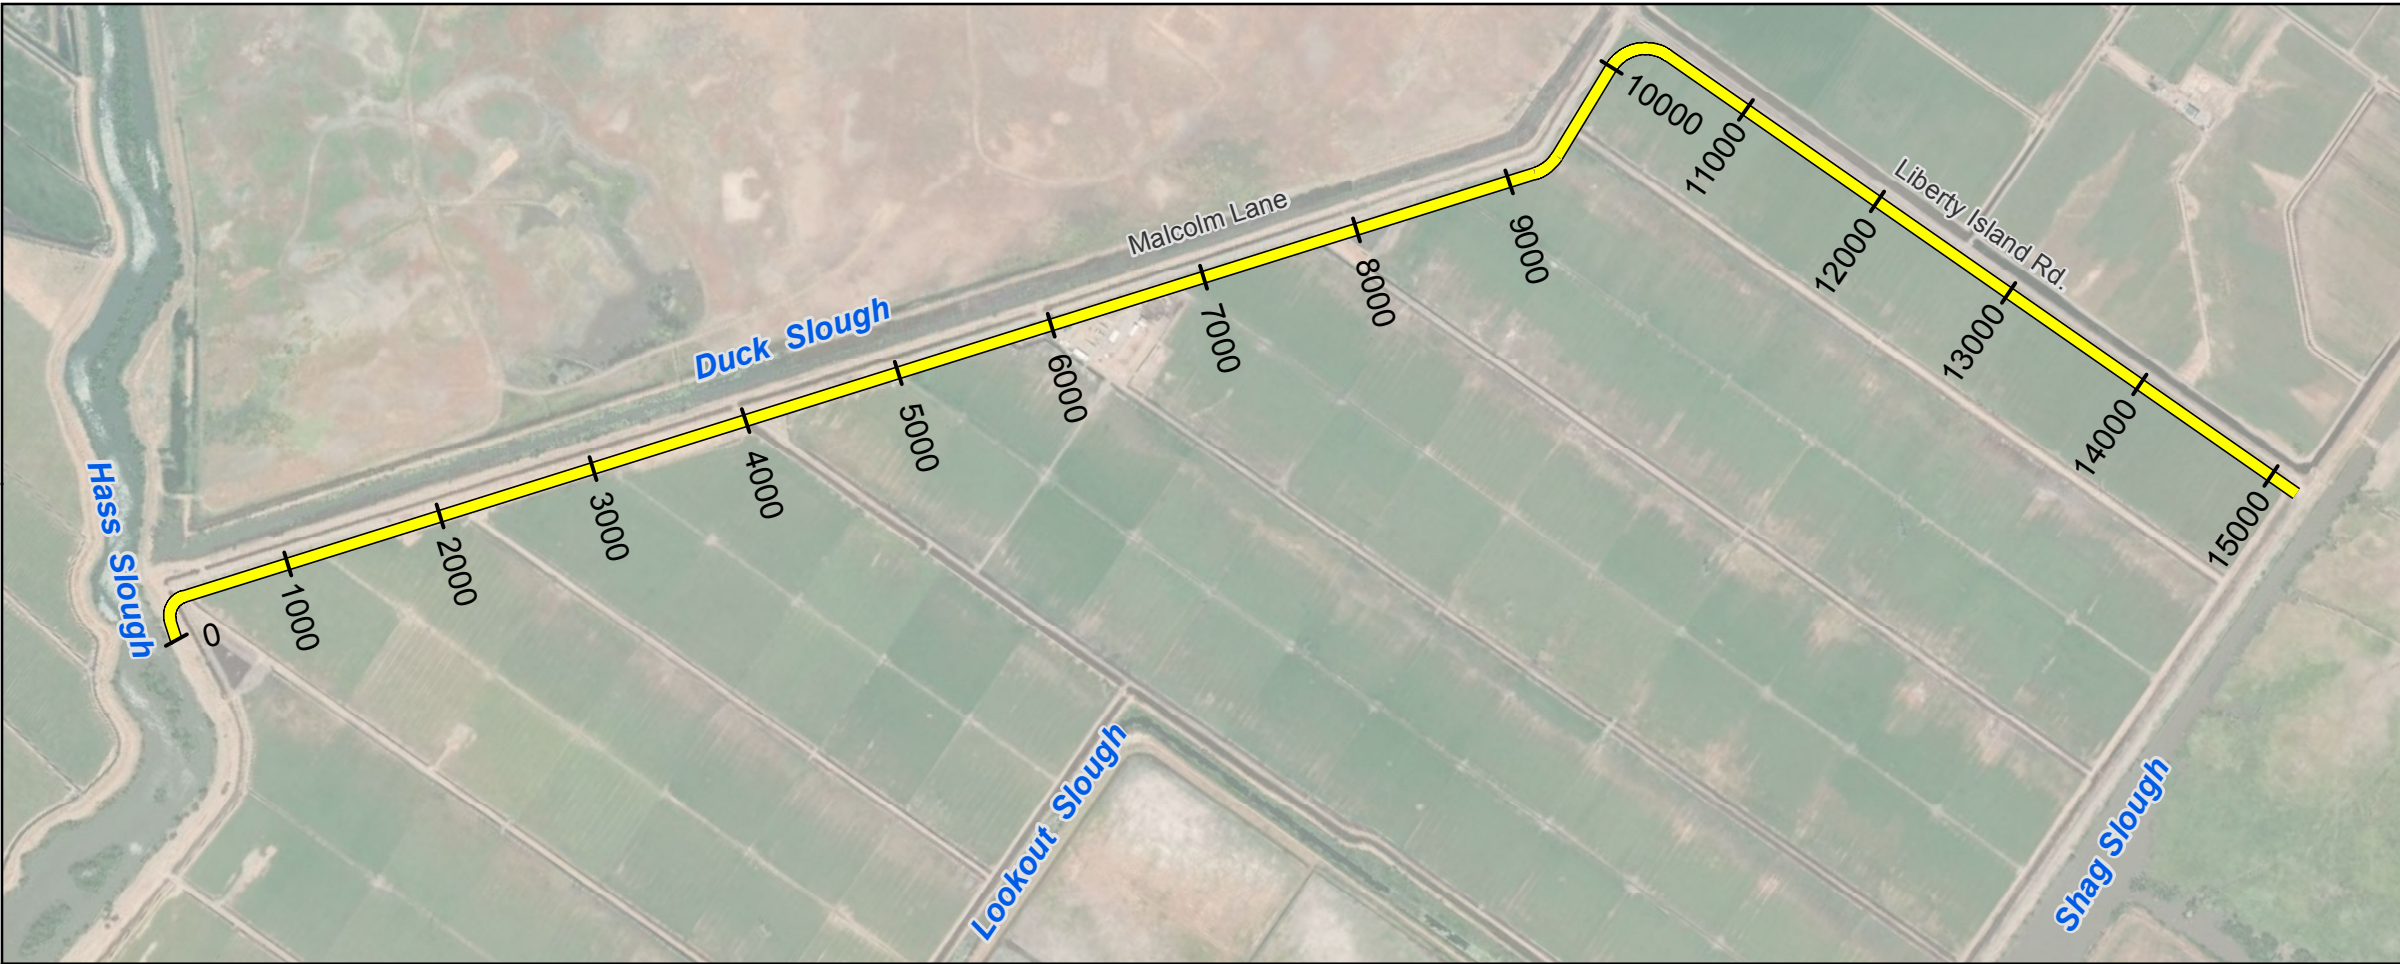 10000
11000
Liberty Island Rd.
Malcolm Lane
9000
12000
8000
Duck Slough
7000
13000
6000
5000
14000
4000
Hass Slough
3000
15000
2000
1000
0
Lookout Slough
Shag Slough